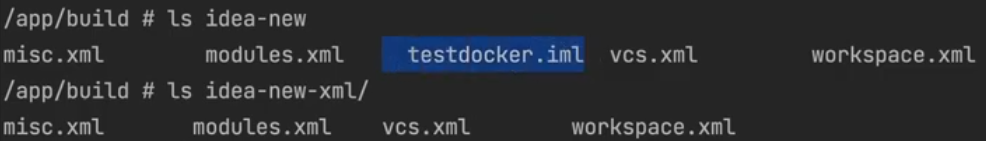 /app/build # ls idea-new
misc.xml modules.xml testdocker.iml vcs.xml workspace.xml
/app/build # ls idea-new-xml/
misc.xml modules.xml vcs.xml workspace.xml